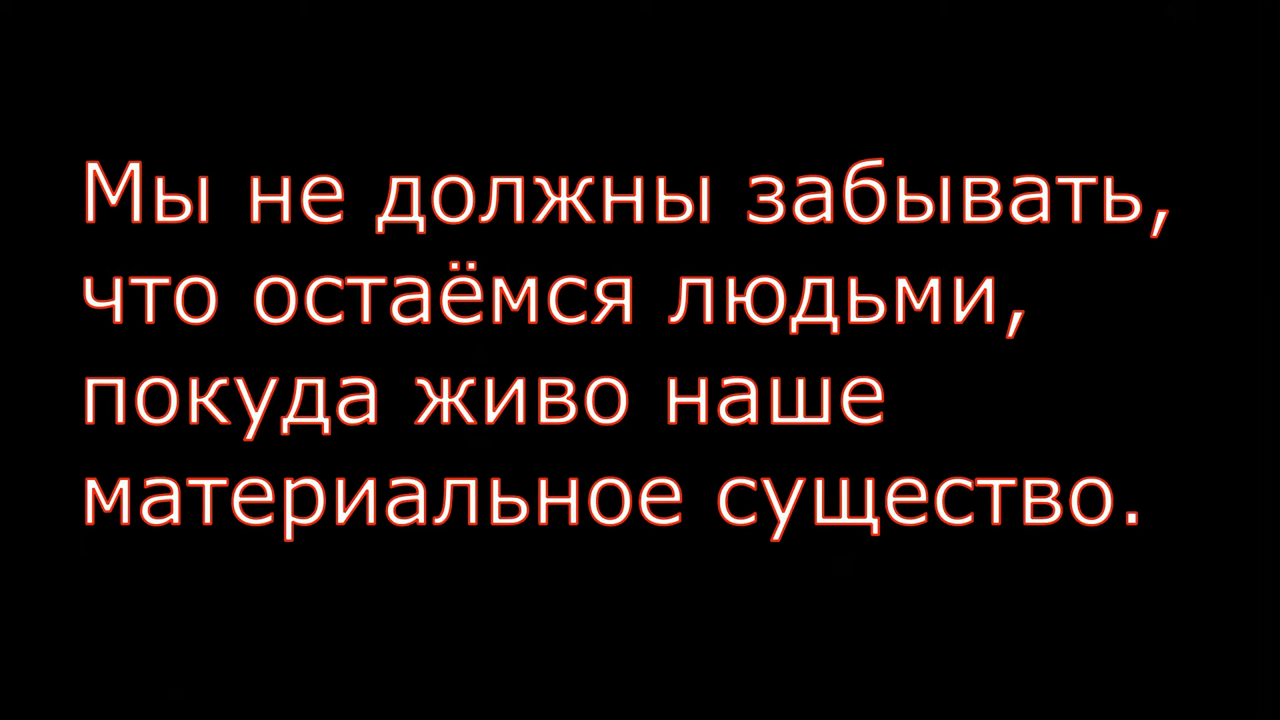 Мы не должны забывать,
что остаёмся людьми,
покуда живо наше
материальное существо.